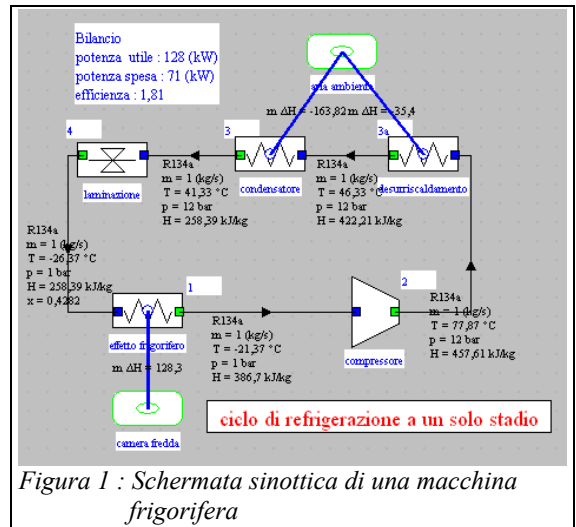 Bilancio
potenza utile : 128 (kW)
potenza spesa : 71 (kW)
efficienza : 1,81
aria ambiente
m ΔH = -163,82
m ΔH = -35,4
4
3
3a
laminazione
condensatore
desurriscaldamento
R134a
m = 1 (kg/s)
T = 41,33 °C
p = 12 bar
H = 258,39 kJ/kg
R134a
m = 1 (kg/s)
T = 46,33 °C
p = 12 bar
H = 422,21 kJ/kg
R134a
m = 1 (kg/s)
T = -26,37 °C
p = 1 bar
H = 258,39 kJ/kg
x = 0,4282
1
effetto frigorifero
m ΔH = 128,3
R134a
m = 1 (kg/s)
T = -21,37 °C
p = 1 bar
H = 386,7 kJ/kg
2
compressore
R134a
m = 1 (kg/s)
T = 77,87 °C
p = 12 bar
H = 457,61 kJ/kg
camera fredda
ciclo di refrigerazione a un solo stadio
Figura 1 : Schermata sinottica di una macchina
frigorifera